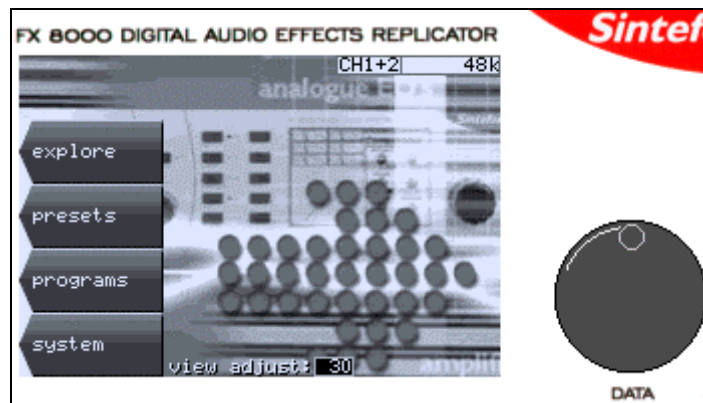 FX 8000 DIGITAL AUDIO EFFECTS REPLICATOR
Sintef
CH1+2 48k
analogue
explore
presets
programs
system
view adjust: 30
amplif
DATA